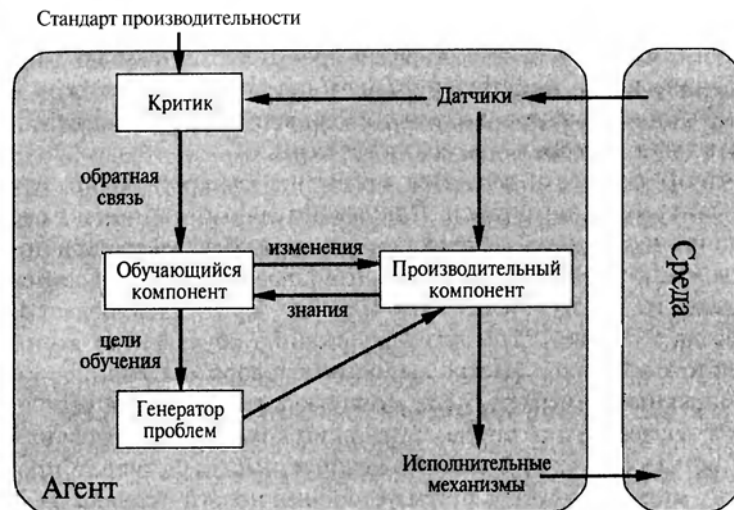 Стандарт производительности
Критик
Датчики
обратная
связь
изменения
Обучающийся
компонент
Производительный
компонент
знания
цели
обучения
Генератор
проблем
Исполнительные
механизмы
Агент
Среда